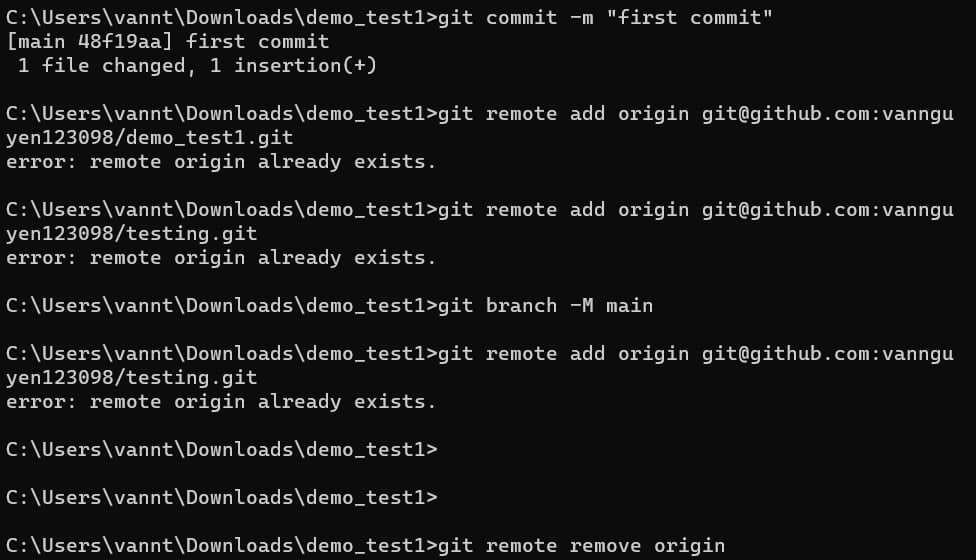 C:\Users\vannt\Downloads\demo_test1>git commit -m "first commit"
[main 48f19aa] first commit
 1 file changed, 1 insertion(+)
C:\Users\vannt\Downloads\demo_test1>git remote add origin git@github.com:vanngu
yen123098/demo_test1.git
error: remote origin already exists.
C:\Users\vannt\Downloads\demo_test1>git remote add origin git@github.com:vanngu
yen123098/testing.git
error: remote origin already exists.
C:\Users\vannt\Downloads\demo_test1>git branch -M main
C:\Users\vannt\Downloads\demo_test1>git remote add origin git@github.com:vanngu
yen123098/testing.git
error: remote origin already exists.
C:\Users\vannt\Downloads\demo_test1>
C:\Users\vannt\Downloads\demo_test1>
C:\Users\vannt\Downloads\demo_test1>git remote remove origin